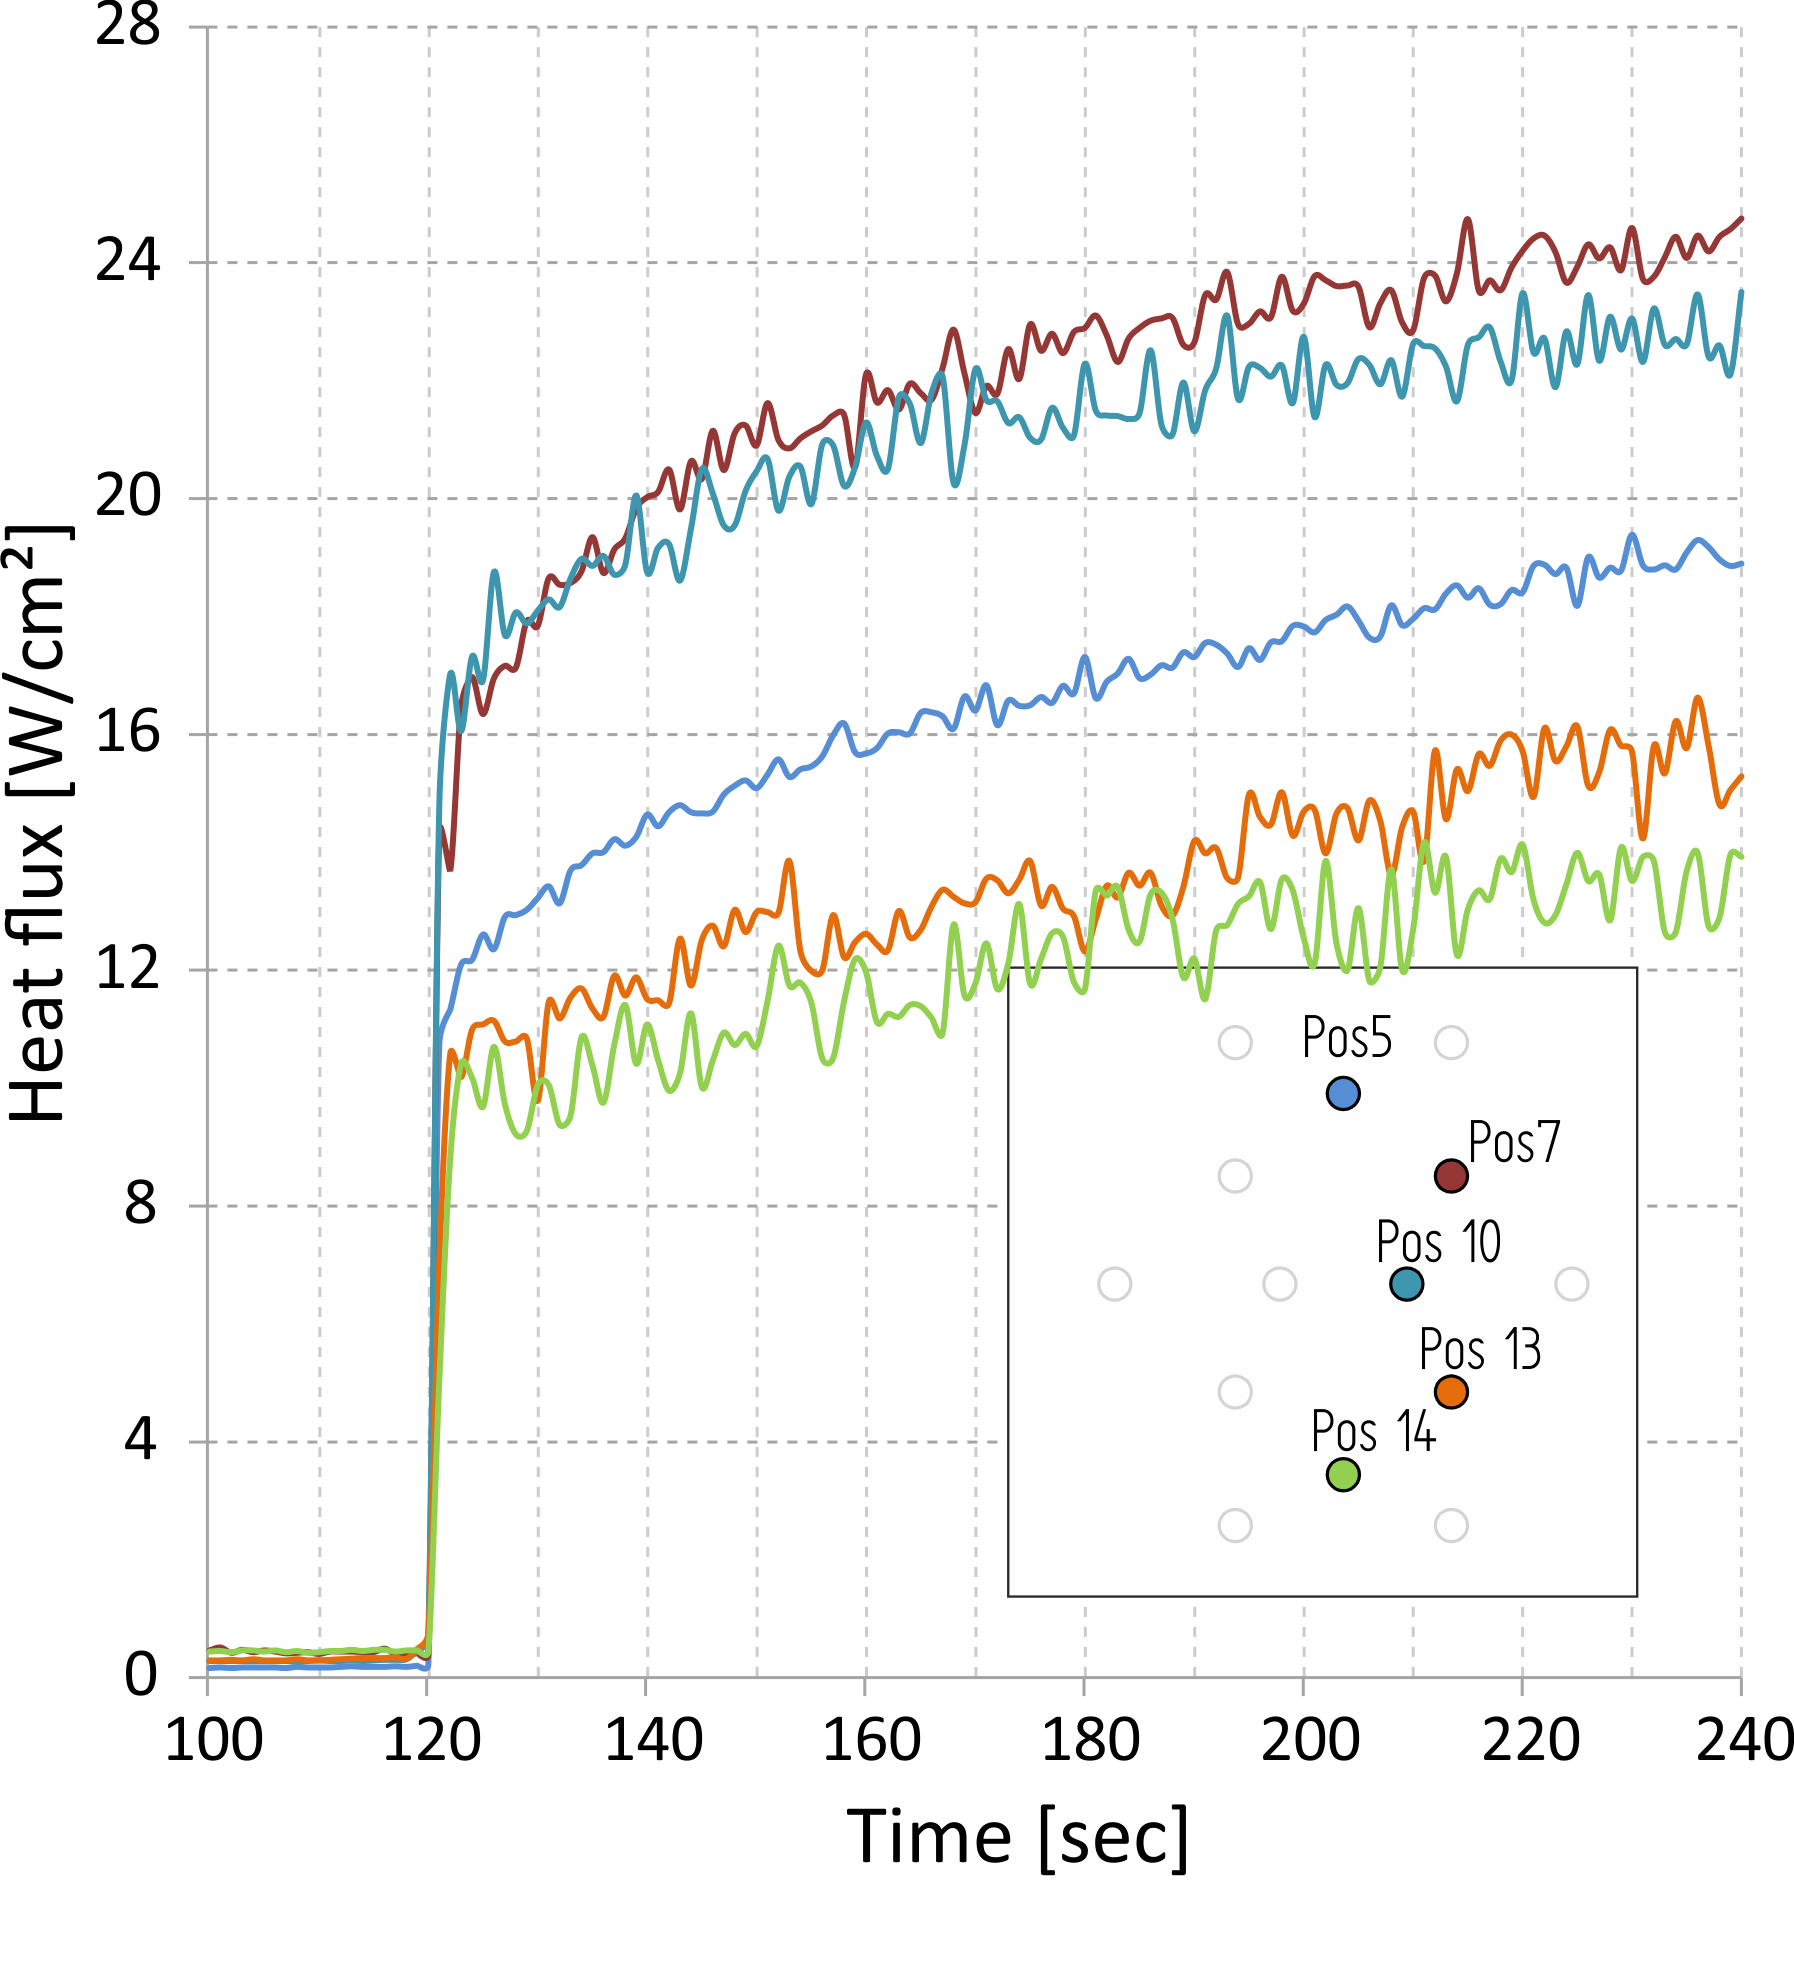 28
24
20
16
12
8
4
0
Heat flux [W/cm²]
Pos5
Pos7
Pos 10
Pos 13
Pos 14
100 120 140 160 180 200 220 240
Time [sec]